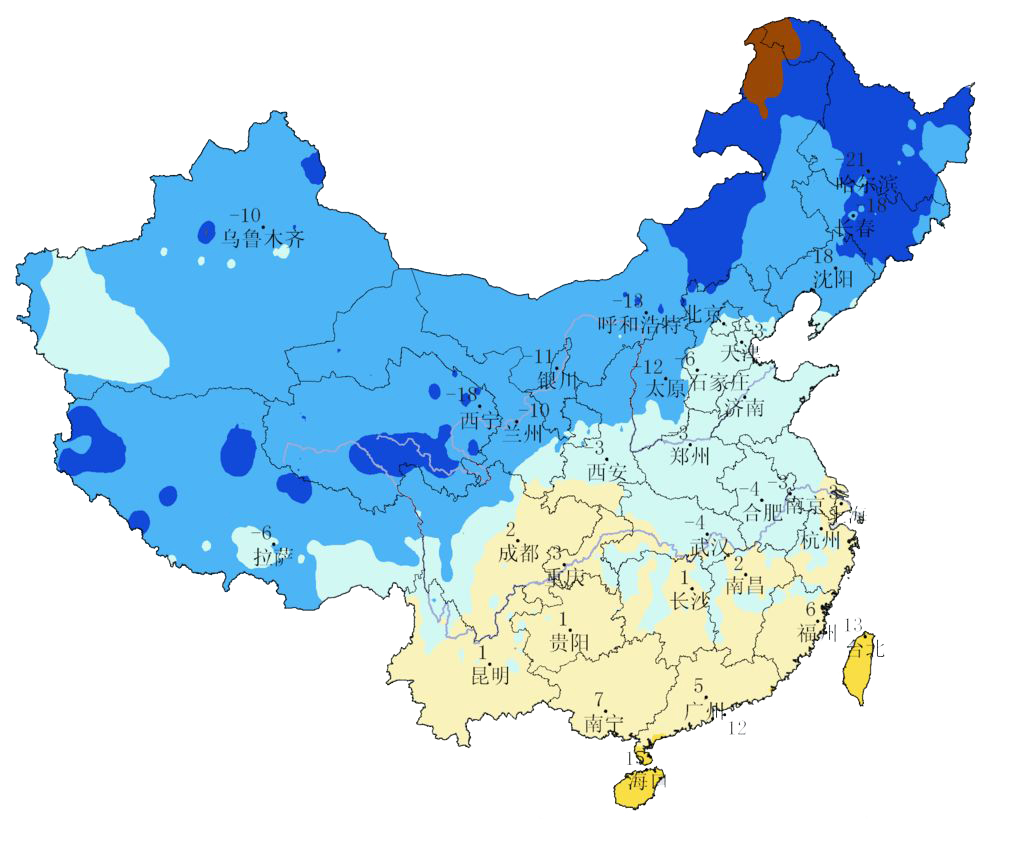 -21
哈尔滨
-18
长春
-10
乌鲁木齐
18
沈阳
-13
呼和浩特
北京
-3
天津
-11
银川
-12
太原
-6
石家庄
-18
西宁
-10
兰州
济南
-3
西安
-3
郑州
-4
合肥
-3
南京
3
上海
-6
拉萨
2
成都
3
重庆
-4
武汉
杭州
1
长沙
2
南昌
1
贵阳
6
福州
13
台北
1
昆明
7
南宁
5
广州
12
海口